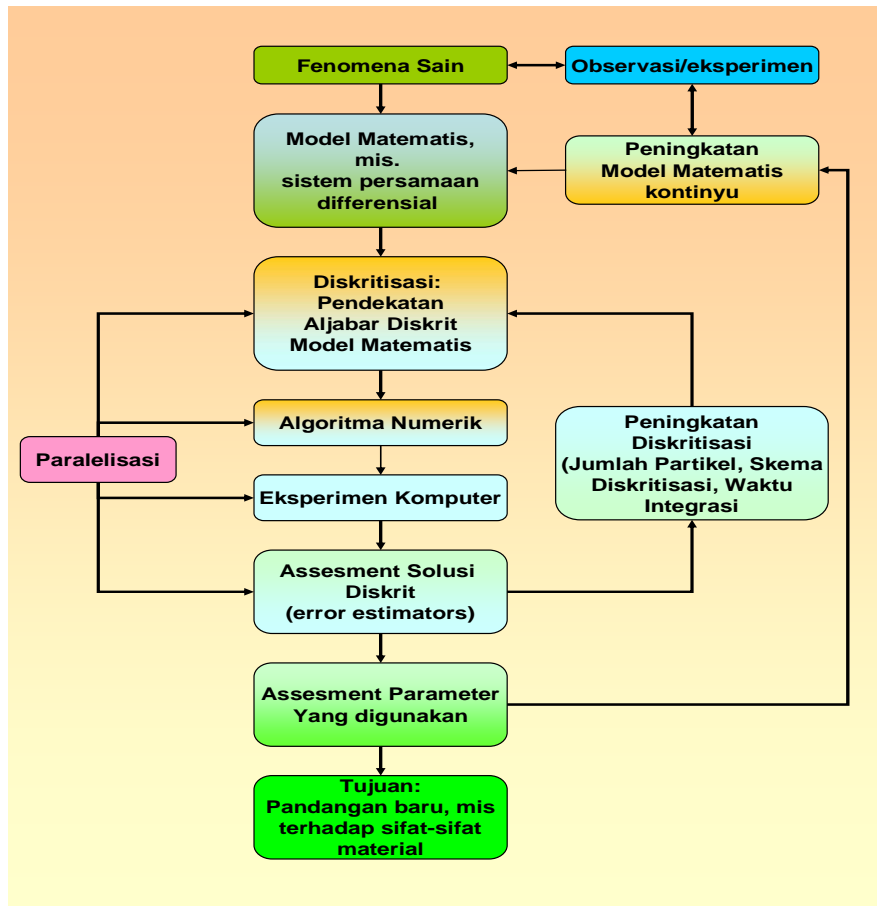 Fenomena Sain
Observasi/eksperimen
Model Matematis,
mis.
sistem persamaan
differensial
Peningkatan
Model Matematis
kontinyu
Diskritisasi:
Pendekatan
Aljabar Diskrit
Model Matematis
Algoritma Numerik
Paralelisasi
Eksperimen Komputer
Peningkatan
Diskritisasi
(Jumlah Partikel, Skema
Diskritisasi, Waktu
Integrasi
Assesment Solusi
Diskrit
(error estimators)
Assesment Parameter
Yang digunakan
Tujuan:
Pandangan baru, mis
terhadap sifat-sifat
material